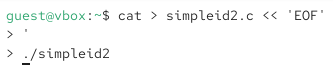 guest@vbox:~$ cat > simpleid2.c << 'EOF'
> '
> ./simpleid2